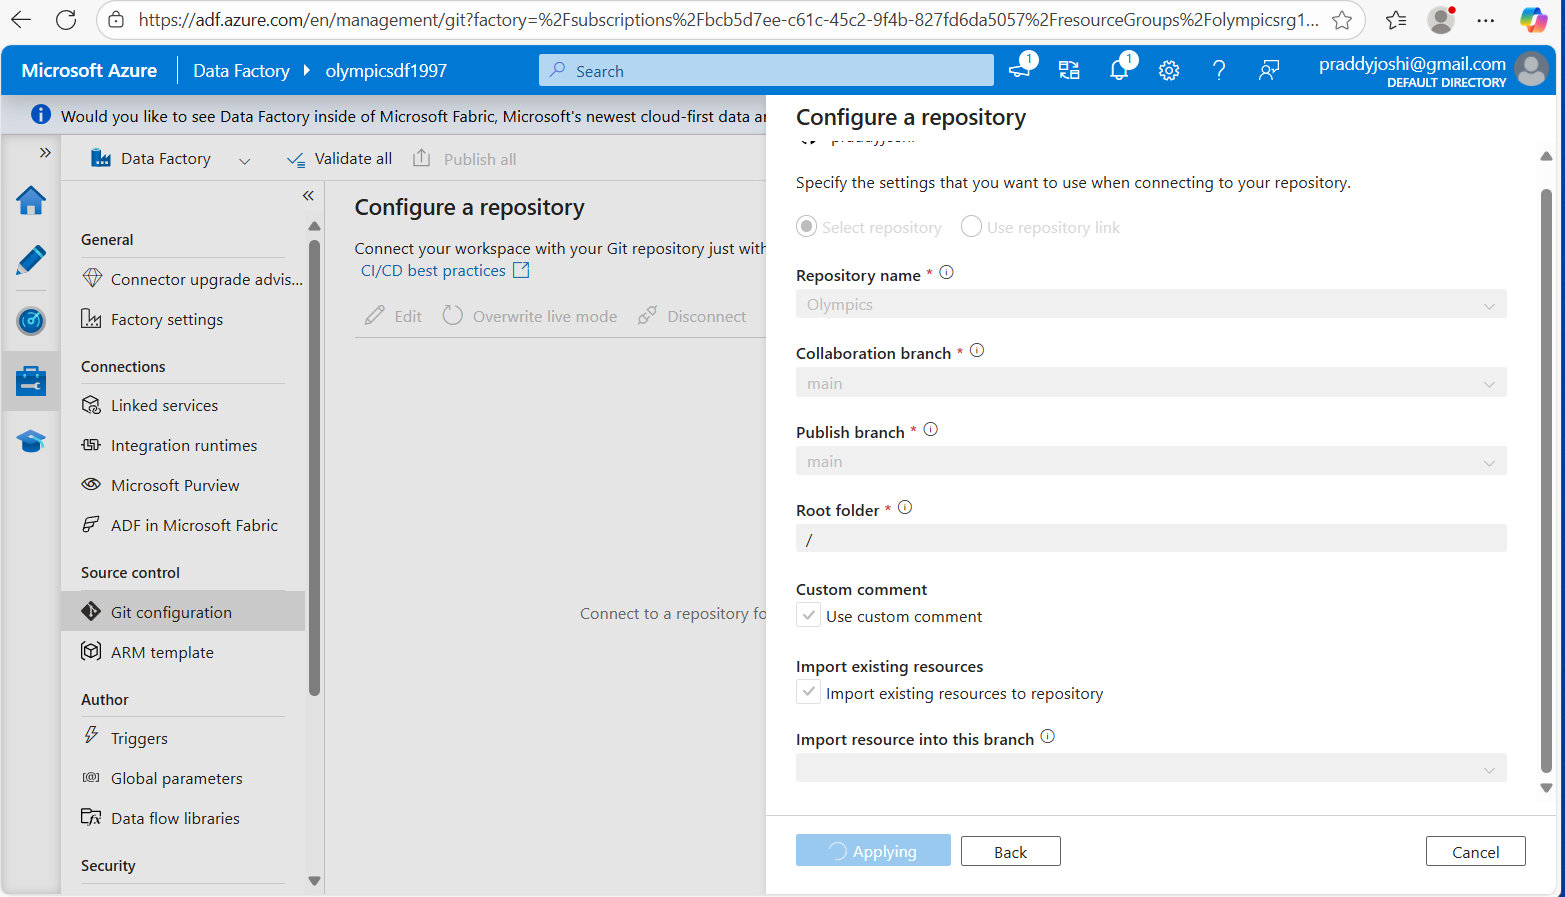 https://adf.azure.com/en/management/git?factory=%2Fsubscriptions%2Fbcb5d7ee-c61c-45c2-9f4b-827fd6da5057%2FresourceGroups%2Folympicsrg1...
Microsoft Azure
Data Factory
olympicsdf1997
Search
1
1
praddyjoshi@gmail.com
DEFAULT DIRECTORY
Would you like to see Data Factory inside of Microsoft Fabric, Microsoft's newest cloud-first data
Data Factory
Validate all
Publish all
General
Connector upgrade advis...
Factory settings
Connections
Linked services
Integration runtimes
Microsoft Purview
ADF in Microsoft Fabric
Source control
Git configuration
ARM template
Author
Triggers
Global parameters
Data flow libraries
Security
Configure a repository
Connect your workspace with your Git repository just with
CI/CD best practices
Edit
Overwrite live mode
Disconnect
Connect to a repository fo
Configure a repository
praddyjoshi
Specify the settings that you want to use when connecting to your repository.
Select repository
Use repository link
Repository name *
Olympics
Collaboration branch *
main
Publish branch *
main
Root folder *
/
Custom comment
Use custom comment
Import existing resources
Import existing resources to repository
Import resource into this branch
Applying
Back
Cancel